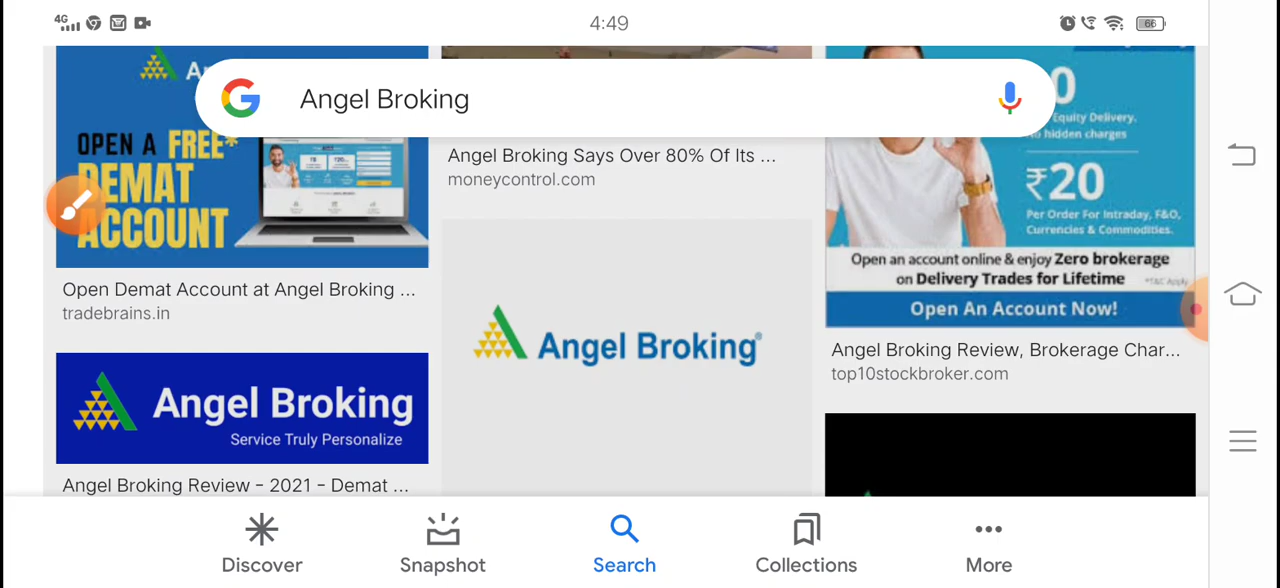 4G
4:49
66
Angel Broking
OPEN A FREE*
DEMAT
ACCOUNT
Open Demat Account at Angel Broking ...
tradebrains.in
Angel Broking
Service Truly Personalize
Angel Broking Review - 2021 - Demat ...
Angel Broking Says Over 80% Of Its ...
moneycontrol.com
Angel Broking
Equity Delivery.
hidden charges
₹20
Per Order For Intraday, F&O,
Currencies & Commodities.
Open an account online & enjoy Zero brokerage
on Delivery Trades for Lifetime
*T&C Apply
Open An Account Now!
Angel Broking Review, Brokerage Char...
top10stockbroker.com
Discover
Snapshot
Search
Collections
More